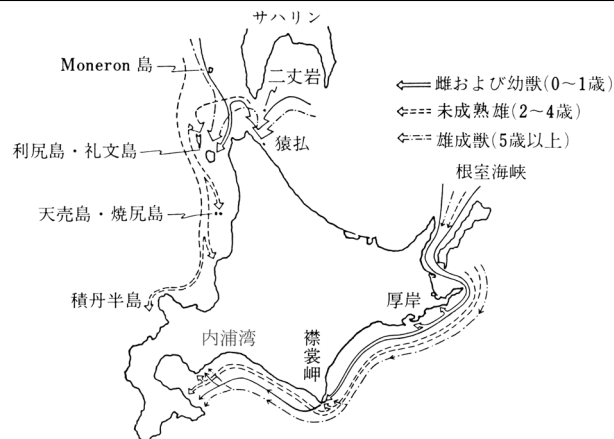 サハリン
Moneron 島
二丈岩
雌および幼獣(0～1歳)
未成熟雄(2～4歳)
雄成獣(5歳以上)
猿払
利尻島・礼文島
根室海峡
天売島・焼尻島
積丹半島
厚岸
内浦湾
襟裳岬